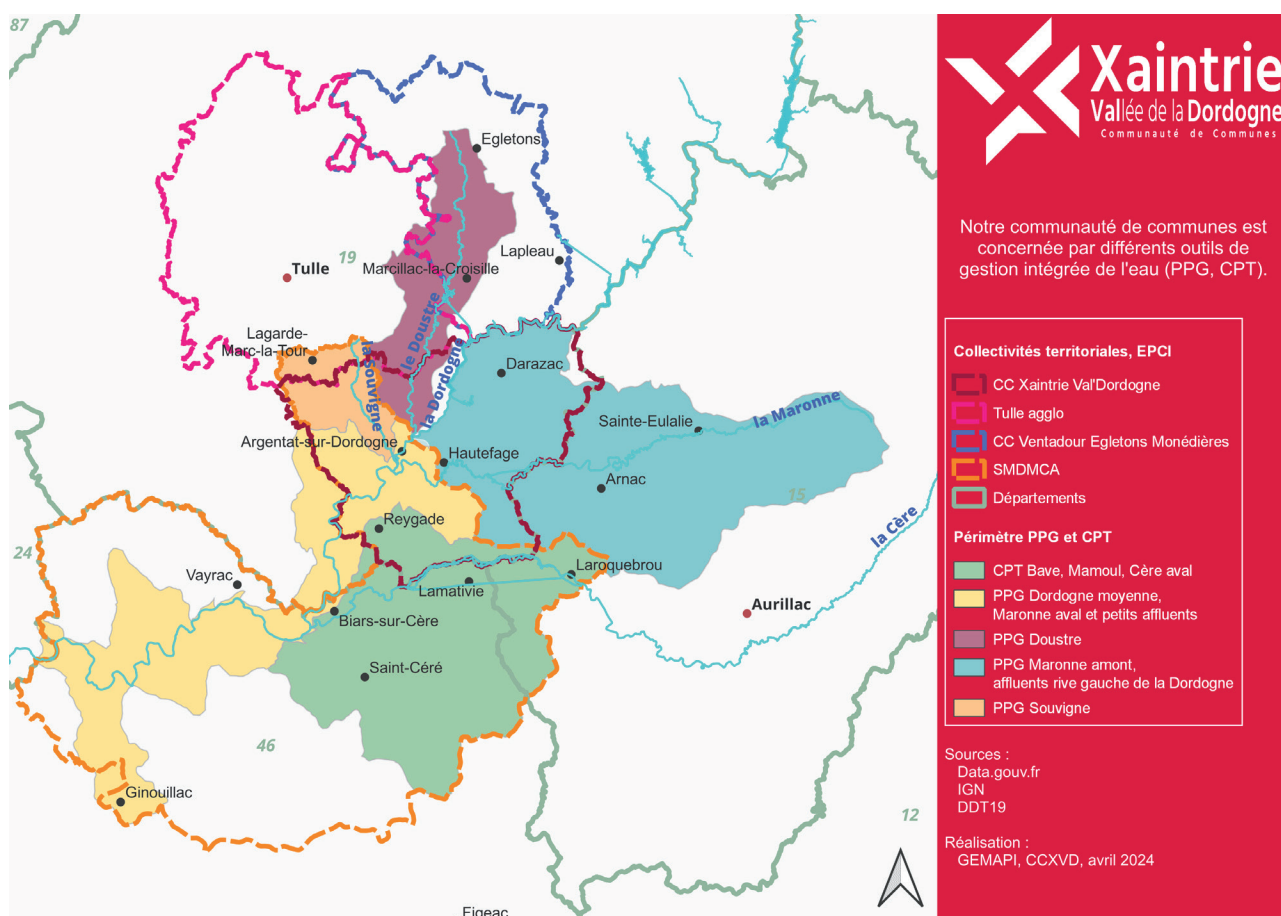 87
Egletons
Lapleau
19
Marcillac-la-Croisille
Tulle
Lagarde-
Marc-la-Tour
la Souvigne
le Doustre
la Dordogne
Darazac
Sainte-Eulalie
la Maronne
Argentat-sur-Dordogne
Hautefage
Arnac
15
Reygade
la Cère
24
Vayrac
Lamativie
Laroquebrou
Biars-sur-Cère
Aurillac
Saint-Céré
46
Ginouillac
12
Figeac
Xaintrie
Vallée de la Dordogne
Communauté de Communes
Notre communauté de communes est
concernée par différents outils de
gestion intégrée de l'eau (PPG, CPT).
Collectivités territoriales, EPCI
CC Xaintrie Val'Dordogne
Tulle agglo
CC Ventadour Egletons Monédières
SMDMCA
Départements
Périmètre PPG et CPT
CPT Bave, Mamoul, Cère aval
PPG Dordogne moyenne,
Maronne aval et petits affluents
PPG Doustre
PPG Maronne amont,
affluents rive gauche de la Dordogne
PPG Souvigne
Sources :
Data.gouv.fr
IGN
DDT19
Réalisation :
GEMAPI, CCXVD, avril 2024